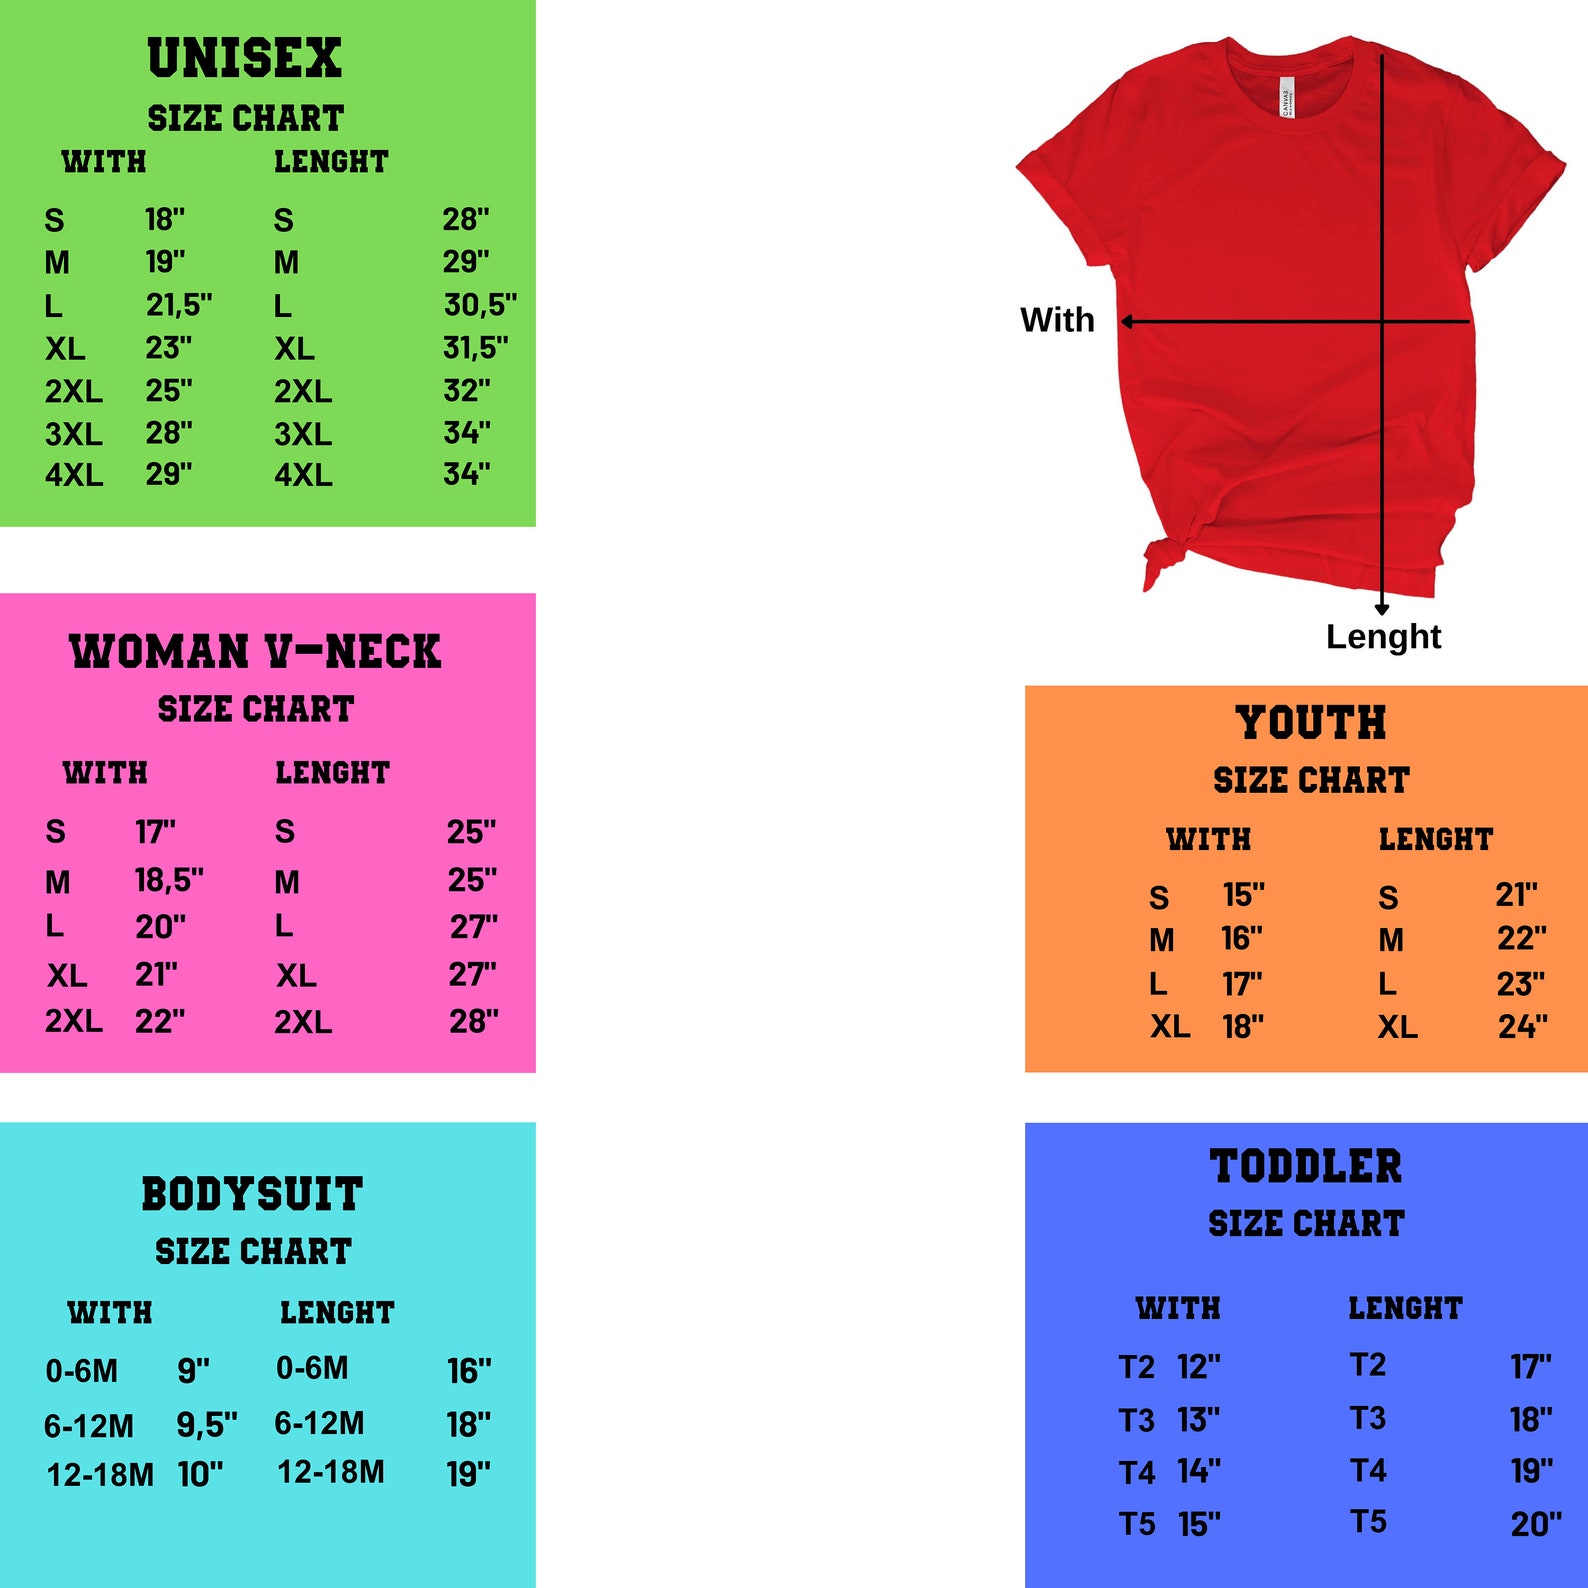 UNISEX
SIZE CHART
WITH LENGHT
S 18" S 28"
M 19" M 29"
L 21,5" L 30,5"
XL 23" XL 31,5"
2XL 25" 2XL 32"
3XL 28" 3XL 34"
4XL 29" 4XL 34"
CANVAS
With
Lenght
WOMAN V-NECK
SIZE CHART
WITH LENGHT
S 17" S 25"
M 18,5" M 25"
L 20" L 27"
XL 21" XL 27"
2XL 22" 2XL 28"
YOUTH
SIZE CHART
WITH LENGHT
S 15" S 21"
M 16" M 22"
L 17" L 23"
XL 18" XL 24"
BODYSUIT
SIZE CHART
WITH LENGHT
0-6M 9" 0-6M 16"
6-12M 9,5" 6-12M 18"
12-18M 10" 12-18M 19"
TODDLER
SIZE CHART
WITH LENGHT
T2 12" T2 17"
T3 13" T3 18"
T4 14" T4 19"
T5 15" T5 20"